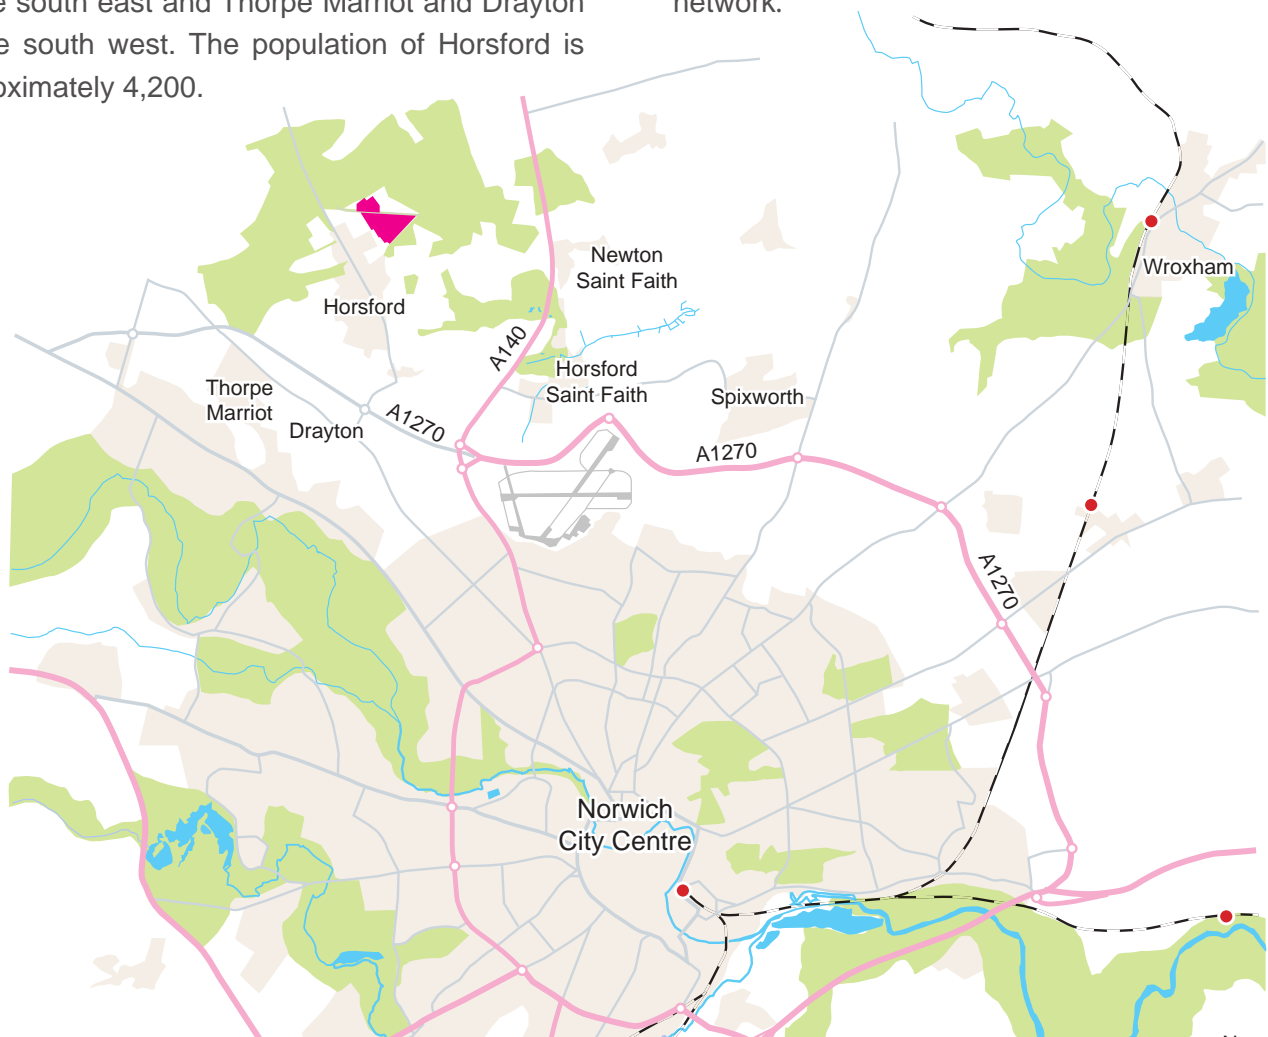 e south east and Thorpe Marriot and Drayton
e south west. The population of Horsford is
oximately 4,200.
network.
Newton
Saint Faith
Wroxham
Horsford
A140
Horsford
Saint Faith
Thorpe
Marriot
Spixworth
Drayton
A1270
A1270
A1270
Norwich
City Centre